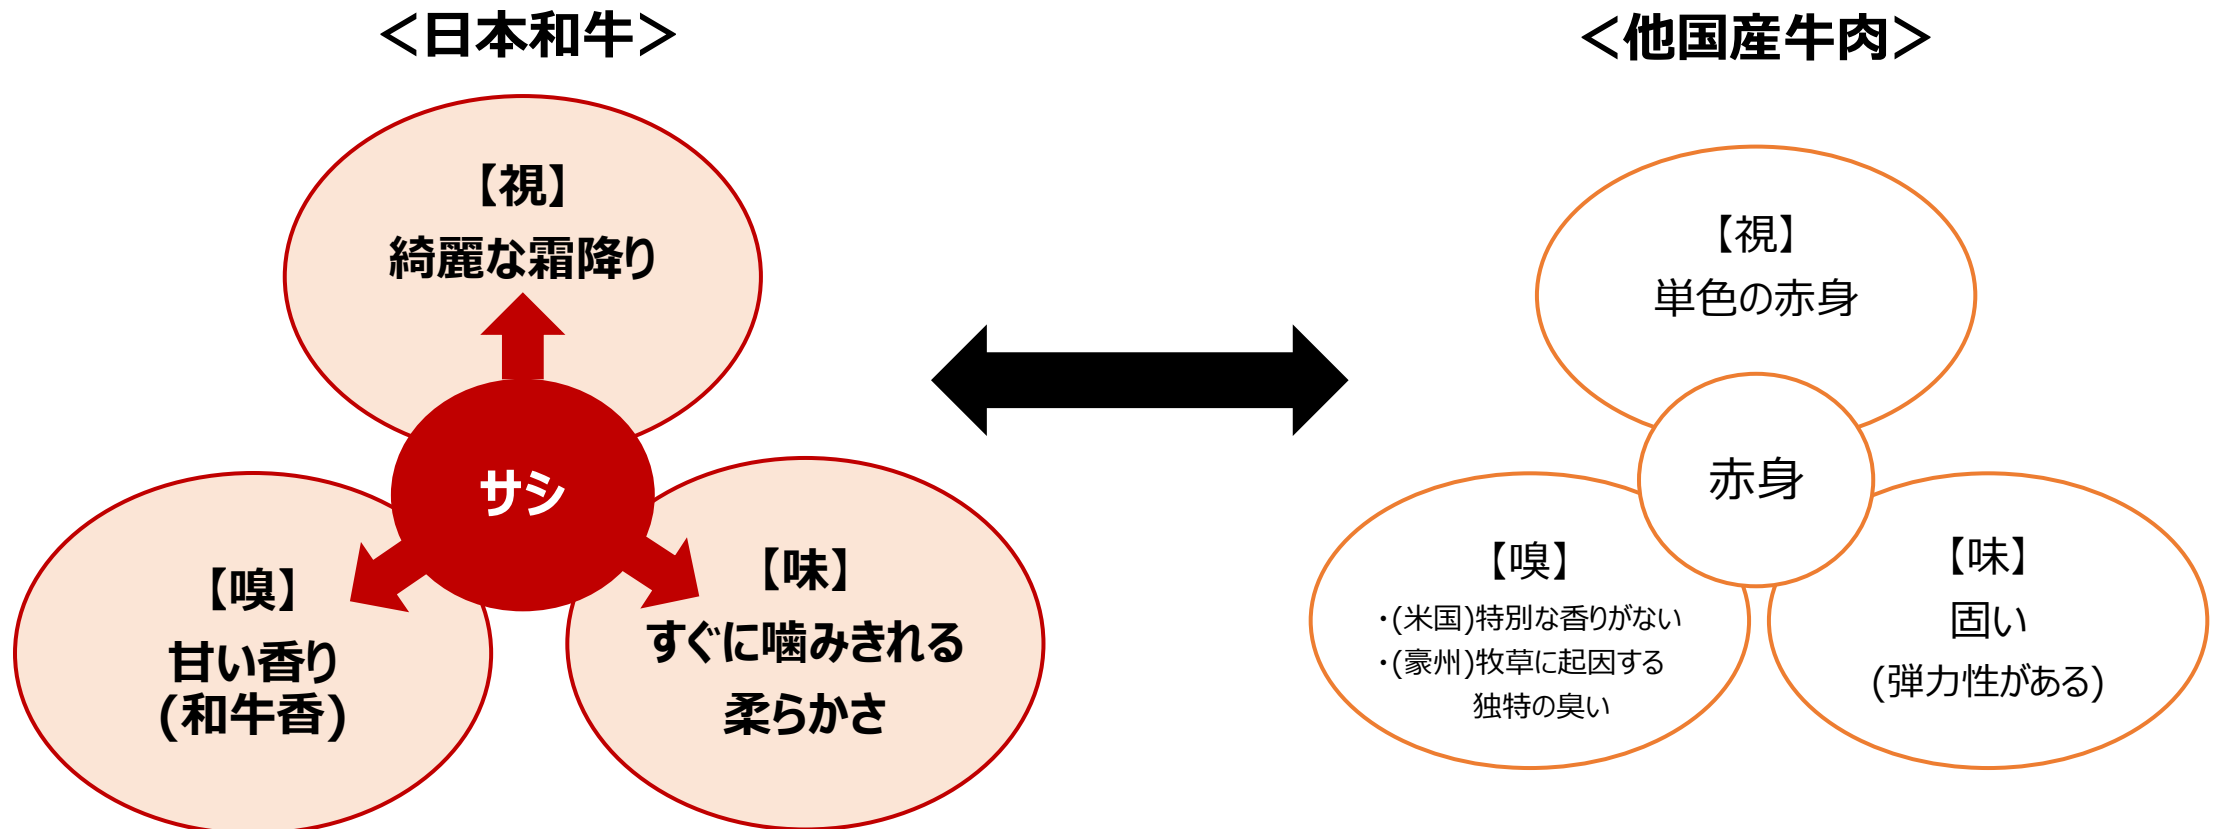 ＜日本和牛＞
【視】
綺麗な霜降り
サシ
【嗅】
甘い香り
(和牛香)
【味】
すぐに噛みきれる
柔らかさ
＜他国産牛肉＞
【視】
単色の赤身
赤身
【嗅】
・(米国)特別な香りがない
・(豪州)牧草に起因する
独特の臭い
【味】
固い
(弾力性がある)